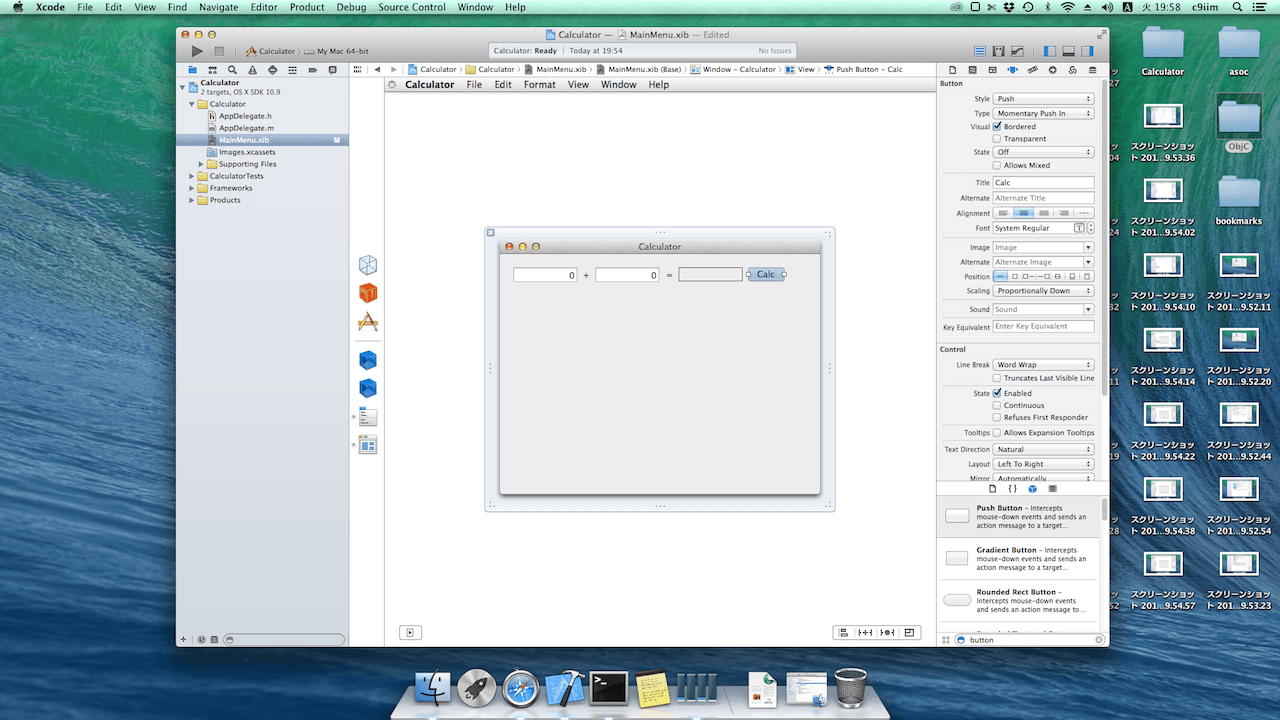 Xcode File Edit View Find Navigate Editor Product Debug Source Control Window Help
火 19:58 c9iim
Calculator — MainMenu.xib — Edited
Calculator My Mac 64-bit
Calculator: Ready Today at 19:54 No Issues
Calculator Calculator MainMenu.xib MainMenu.xib (Base) Window – Calculator View Push Button – Calc
Calculator
2 targets, OS X SDK 10.9
Calculator
AppDelegate.h
AppDelegate.m
MainMenu.xib M
Images.xcassets
Supporting Files
CalculatorTests
Frameworks
Products
Calculator File Edit Format View Window Help
Calculator
0 + 0 = Calc
Button
Style Push
Type Momentary Push In
Visual Bordered
Transparent
State Off
Allows Mixed
Title Calc
Alternate Alternate Title
Alignment
Font System Regular
Image Image
Alternate Alternate Image
Position
Scaling Proportionally Down
Sound Sound
Key Equivalent Enter Key Equivalent
Control
Line Break Word Wrap
Truncates Last Visible Line
State Enabled
Continuous
Refuses First Responder
Tooltips Allows Expansion Tooltips
Text Direction Natural
Layout Left To Right
Mirror Automatically
Push Button – Intercepts
mouse-down events and sends an
action message to a target...
Gradient Button – Intercepts
mouse-down events and sends an
action message to a target...
Rounded Rect Button –
Intercepts mouse-down events
and sends an action message to...
button
Calculator
asoc
スクリーンショッ
ト 201...9.53.36
ObjC
スクリーンショッ
ト 201...9.54.02
bookmarks
スクリーンショッ
ト 201...9.54.10
スクリーンショッ
ト 201...9.52.11
スクリーンショッ
ト 201...9.54.14
スクリーンショッ
ト 201...9.52.20
スクリーンショッ
ト 201...9.54.22
スクリーンショッ
ト 201...9.52.44
スクリーンショッ
ト 201...9.54.38
スクリーンショッ
ト 201...9.52.54
スクリーンショッ
ト 201...9.54.57
スクリーンショッ
ト 201...9.53.23